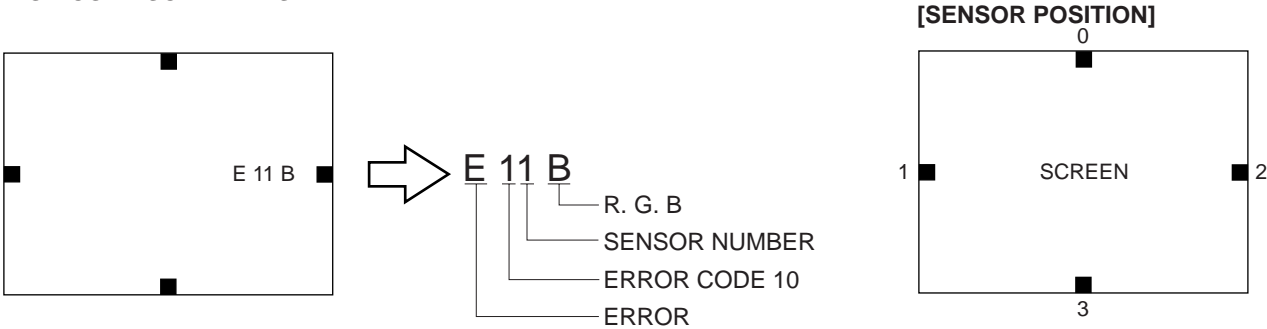 [SENSOR POSITION]
0
E 11 B
E 11 B
R. G. B
SENSOR NUMBER
ERROR CODE 10
ERROR
1
SCREEN
2
3